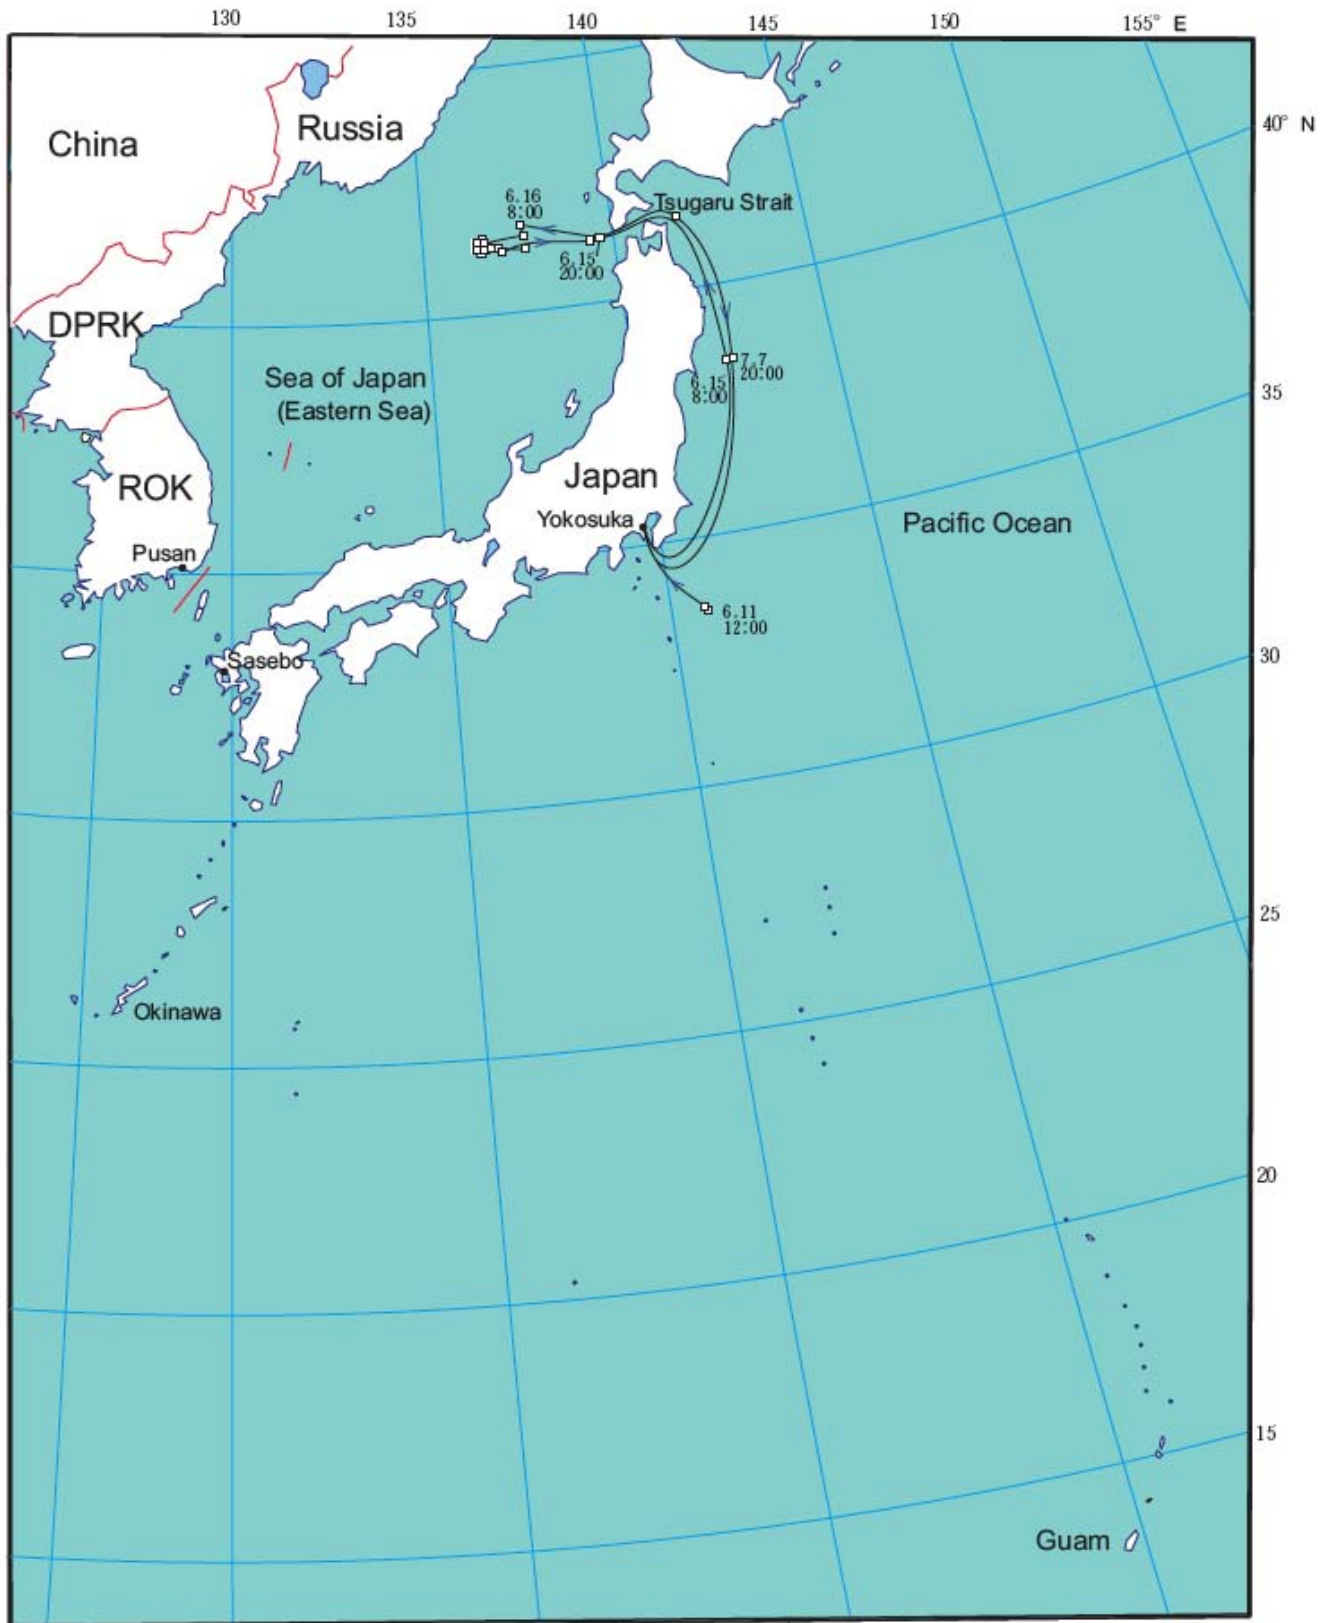 130 135 140 145 150 155° E
40° N
China
Russia
6.16
8:00
Tsugaru Strait
6.15
20:00
DPRK
7.7
20:00
6.15
8:00
Sea of Japan
(Eastern Sea)
35
ROK
Japan
Yokosuka
Pacific Ocean
Pusan
6.11
12:00
30
Sasebo
25
Okinawa
20
15
Guam